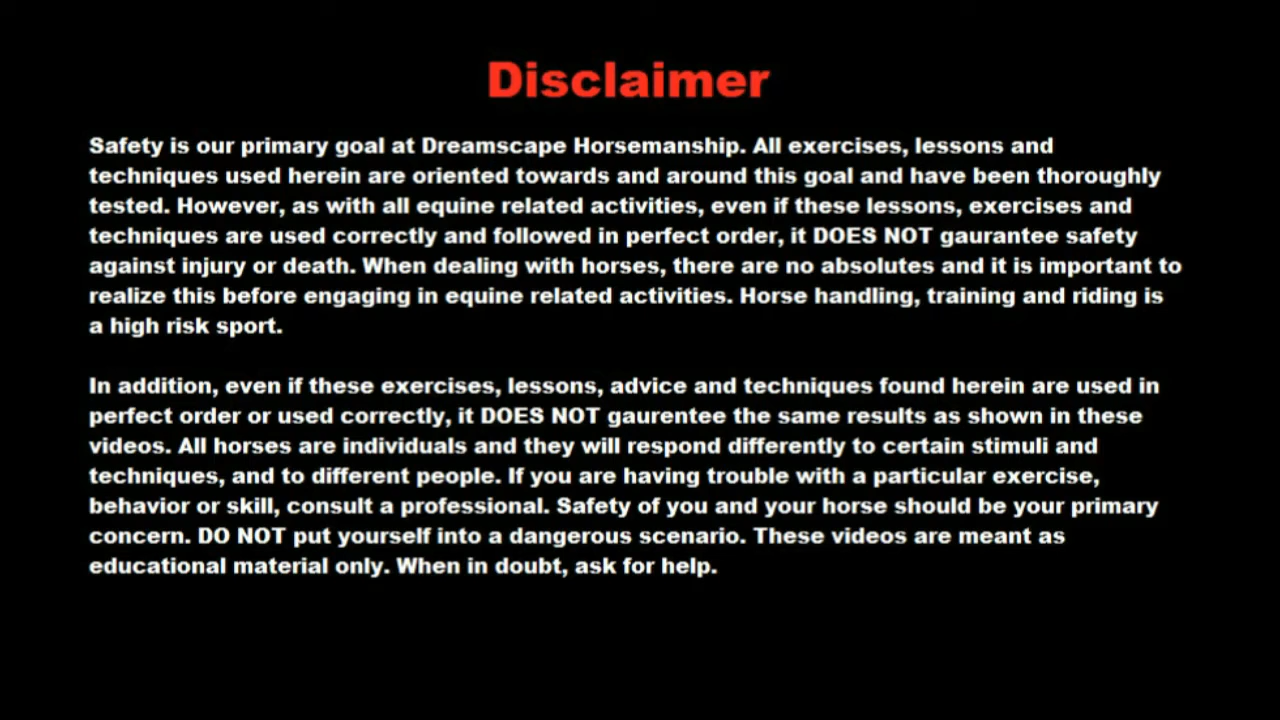 Disclaimer
Safety is our primary goal at Dreamscape Horsemanship. All exercises, lessons and
techniques used herein are oriented towards and around this goal and have been thoroughly
tested. However, as with all equine related activities, even if these lessons, exercises and
techniques are used correctly and followed in perfect order, it DOES NOT gaurantee safety
against injury or death. When dealing with horses, there are no absolutes and it is important to
realize this before engaging in equine related activities. Horse handling, training and riding is
a high risk sport.
In addition, even if these exercises, lessons, advice and techniques found herein are used in
perfect order or used correctly, it DOES NOT gaurentee the same results as shown in these
videos. All horses are individuals and they will respond differently to certain stimuli and
techniques, and to different people. If you are having trouble with a particular exercise,
behavior or skill, consult a professional. Safety of you and your horse should be your primary
concern. DO NOT put yourself into a dangerous scenario. These videos are meant as
educational material only. When in doubt, ask for help.